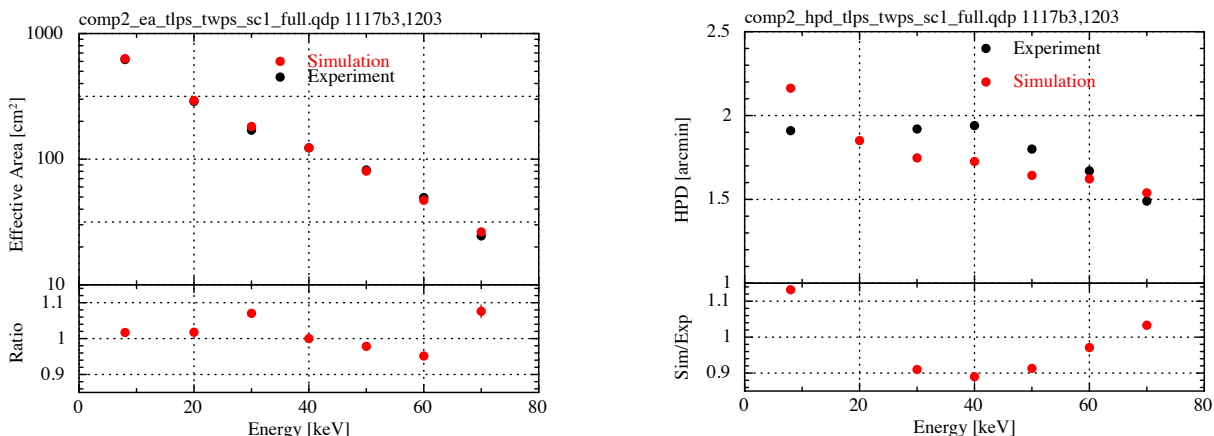 comp2_ea_tlps_twps_sc1_full.qdp 1117b3,1203
1000
Simulation
Experiment
100
10
Effective Area [cm²]
1.1
1
0.9
Ratio
0 20 40 60 80
Energy [keV]
comp2_hpd_tlps_twps_sc1_full.qdp 1117b3,1203
2.5
Experiment
Simulation
2
1.5
1
HPD [arcmin]
1.1
1
0.9
Sim/Exp
0 20 40 60 80
Energy [keV]